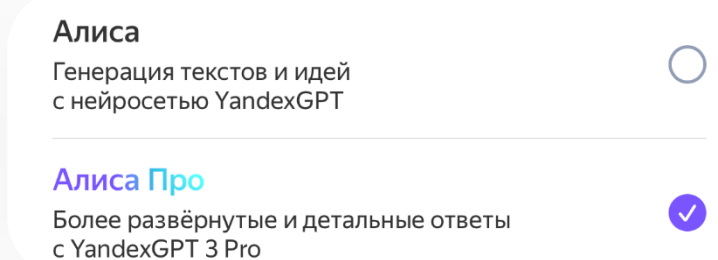 Алиса
Генерация текстов и идей
с нейросетью YandexGPT
Алиса Про
Более развёрнутые и детальные ответы
с YandexGPT 3 Pro